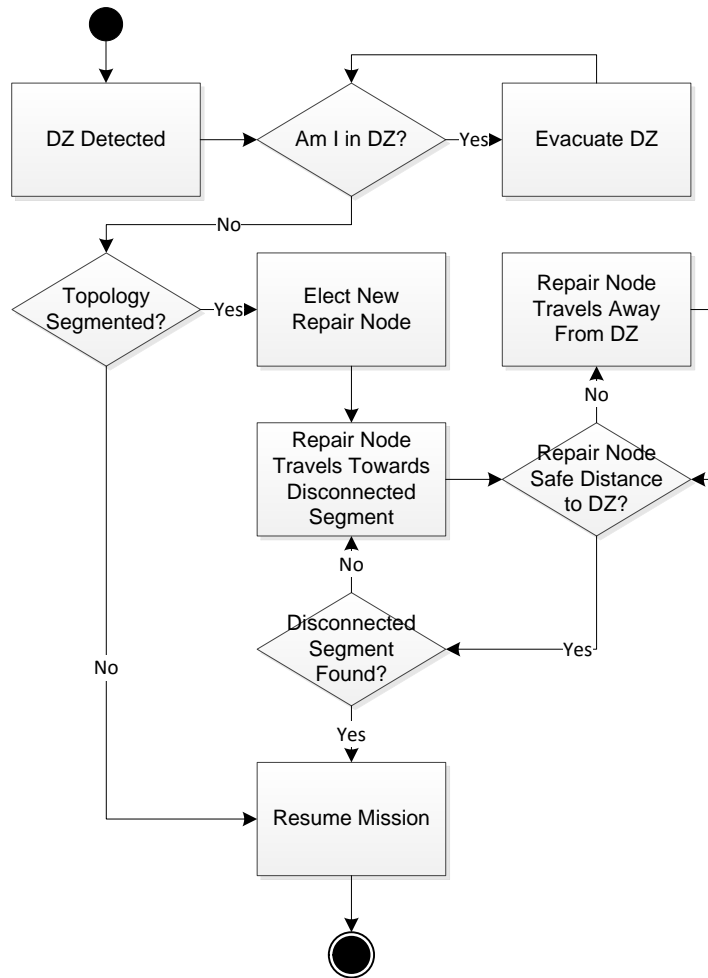 DZ Detected
Am I in DZ?
Yes
Evacuate DZ
No
Topology
Segmented?
Yes
Elect New
Repair Node
Repair Node
Travels Away
From DZ
No
Repair Node
Travels Towards
Disconnected
Segment
Repair Node
Safe Distance
to DZ?
No
Disconnected
Segment
Found?
Yes
No
Yes
Resume Mission